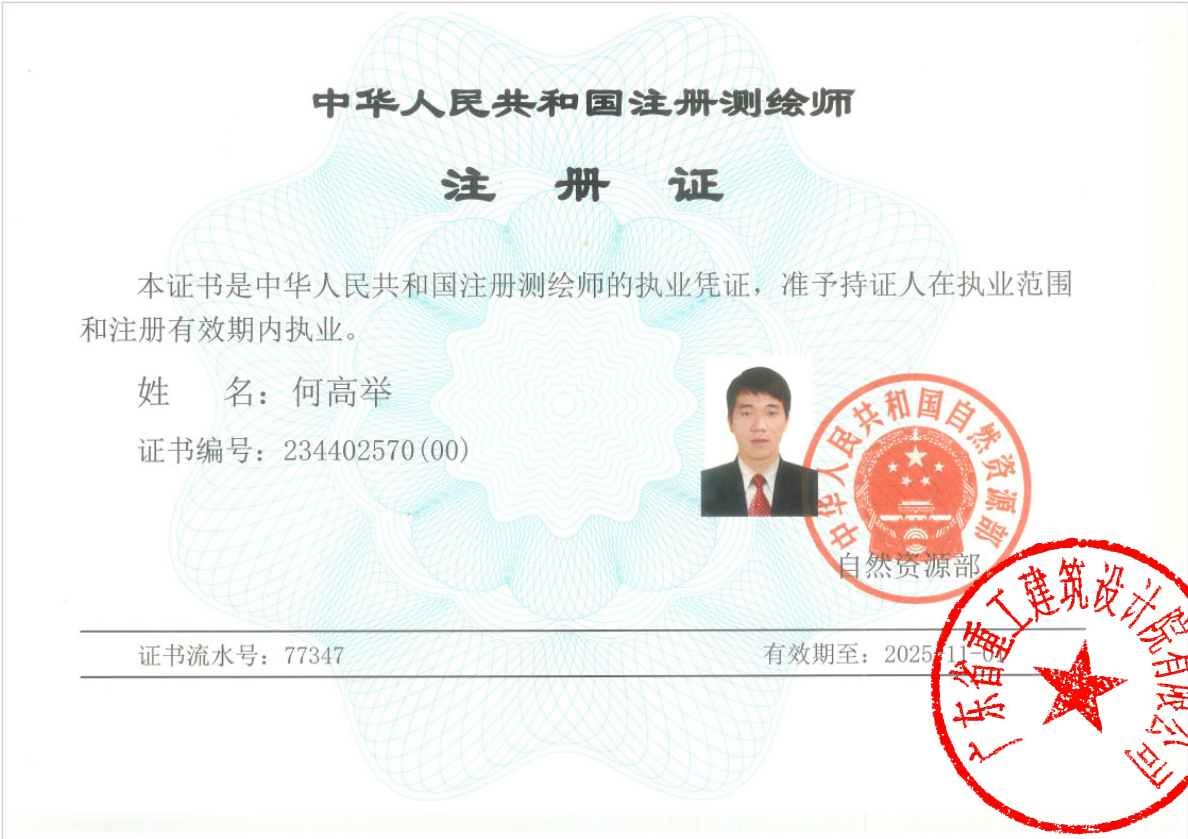 中华人民共和国注册测绘师
注 册 证
本证书是中华人民共和国注册测绘师的执业凭证，准予持证人在执业范围
和注册有效期内执业。
姓 名：何高举
证书编号：234402570(00)
中华人民共和国自然资源部
自然资源部
证书流水号：77347
有效期至：2025-11-0
广东省重工建筑设计院有限公司